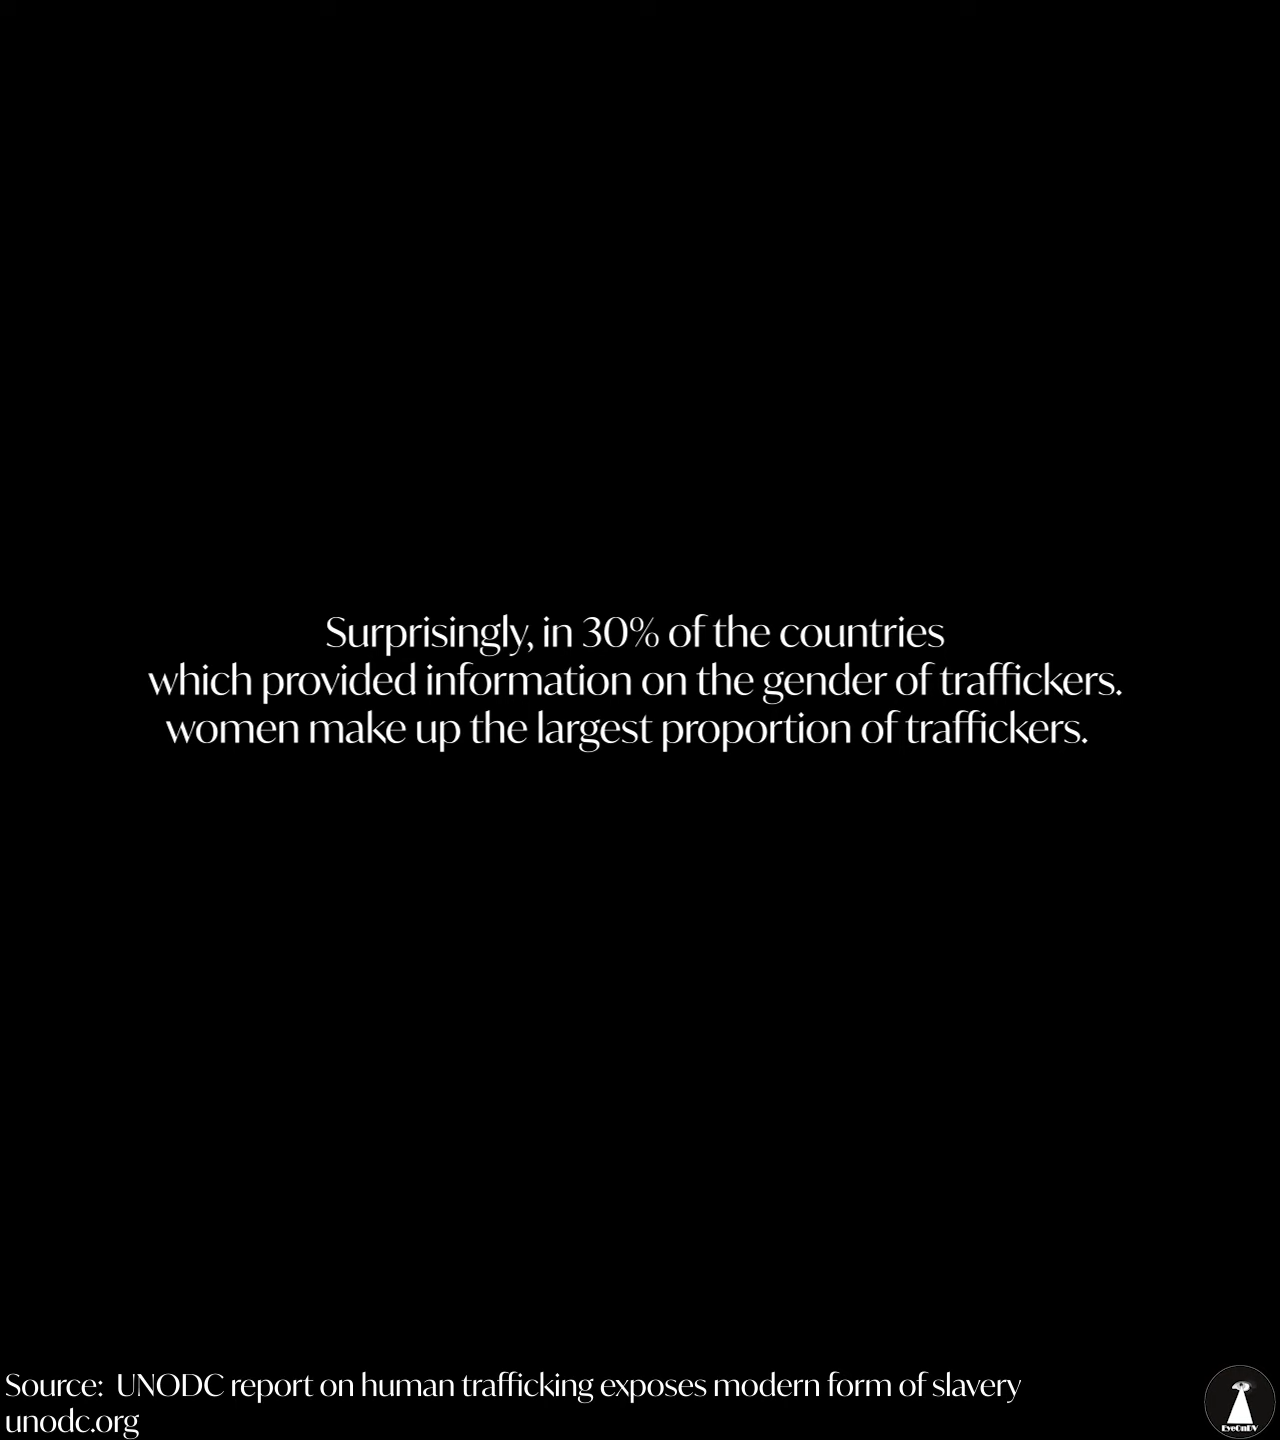 Surprisingly, in 30% of the countries
which provided information on the gender of traffickers.
women make up the largest proportion of traffickers.
Source: UNODC report on human trafficking exposes modern form of slavery
unodc.org
EyeOnDV